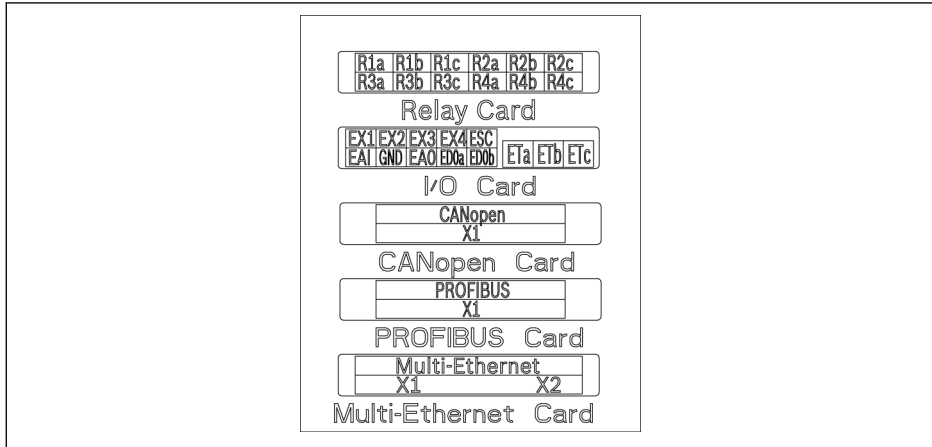 R1a R1b R1c R2a R2b R2c
R3a R3b R3c R4a R4b R4c
Relay Card
EX1 EX2 EX3 EX4 ESC
EAI GND EAO EDOa EDOb ETa ETb ETc
I/O Card
CANopen
X1
CANopen Card
PROFIBUS
X1
PROFIBUS Card
Multi-Ethernet
X1 X2
Multi-Ethernet Card